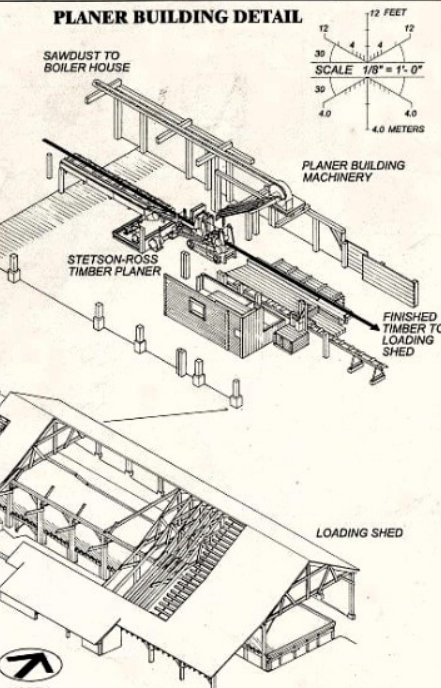 PLANER BUILDING DETAIL
12 FEET
12
12
4
4
30
SCALE 1/8" = 1'- 0"
30
4.0
4.0
4.0 METERS
SAWDUST TO
BOILER HOUSE
PLANER BUILDING
MACHINERY
STETSON-ROSS
TIMBER PLANER
FINISHED
TIMBER TO
LOADING
SHED
LOADING SHED